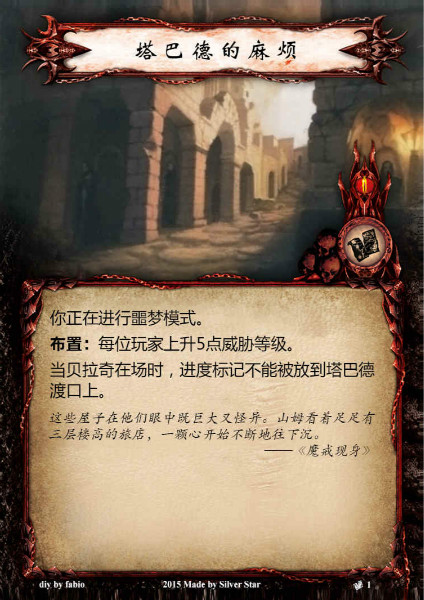 塔巴德的麻烦
你正在进行噩梦模式。
布置：每位玩家上升5点威胁等级。
当贝拉奇在场时，进度标记不能被放到塔巴德
渡口上。
这些屋子在他们眼中既巨大又怪异。山姆看着足足有
三层楼高的旅店，一颗心开始不断地往下沉。
——《魔戒现身》
diy by fabio
2015 Made by Silver Star
1